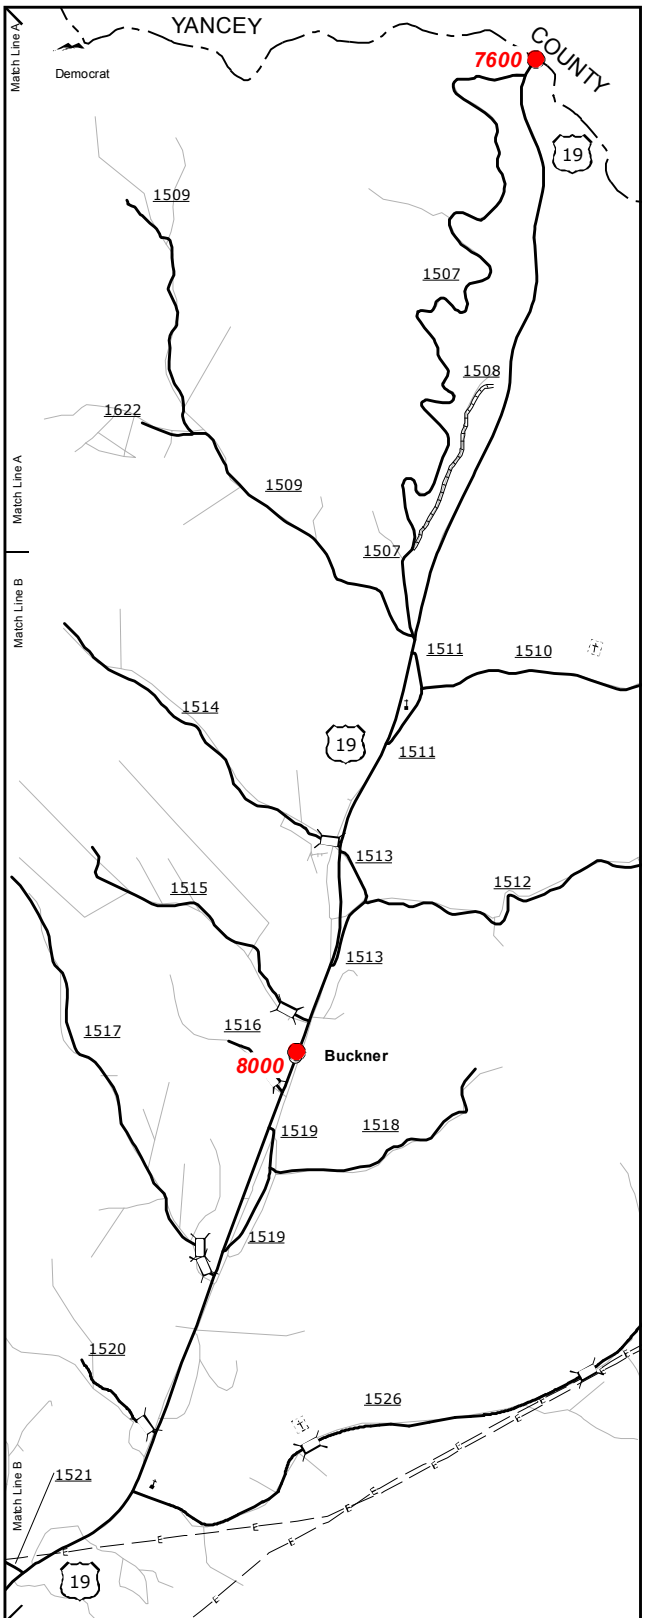 Match Line A
YANCEY
COUNTY
Democrat
7600
19
1509
1507
1508
1622
Match Line A
1509
1507
Match Line B
1511
1510
1514
19
1511
1513
1512
1515
1513
1516
1517
8000
Buckner
1519
1518
1519
1520
1526
Match Line B
1521
E
E
E
E
E
E
E
E
E
E
E
19